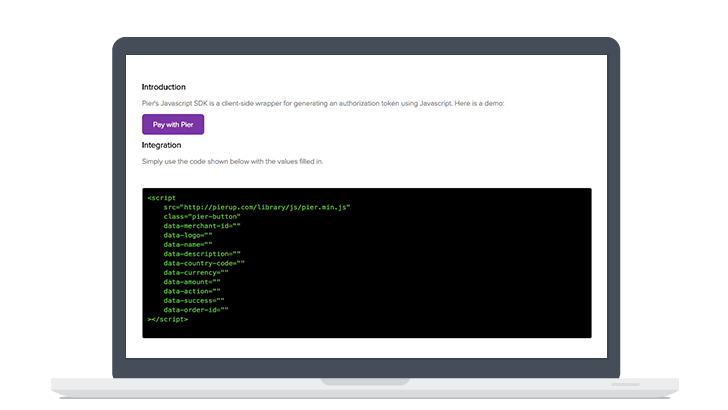 Introduction
Pier's Javascript SDK is a client-side wrapper for generating an authorization token using Javascript. Here is a demo:
Pay with Pier
Integration
Simply use the code shown below with the values filled in.
<script
src="http://pierup.com/library/js/pier.min.js"
class="pier-button"
data-merchant-id=""
data-logo=""
data-name=""
data-description=""
data-country-code=""
data-currency=""
data-amount=""
data-action=""
data-success=""
data-order-id=""
></script>